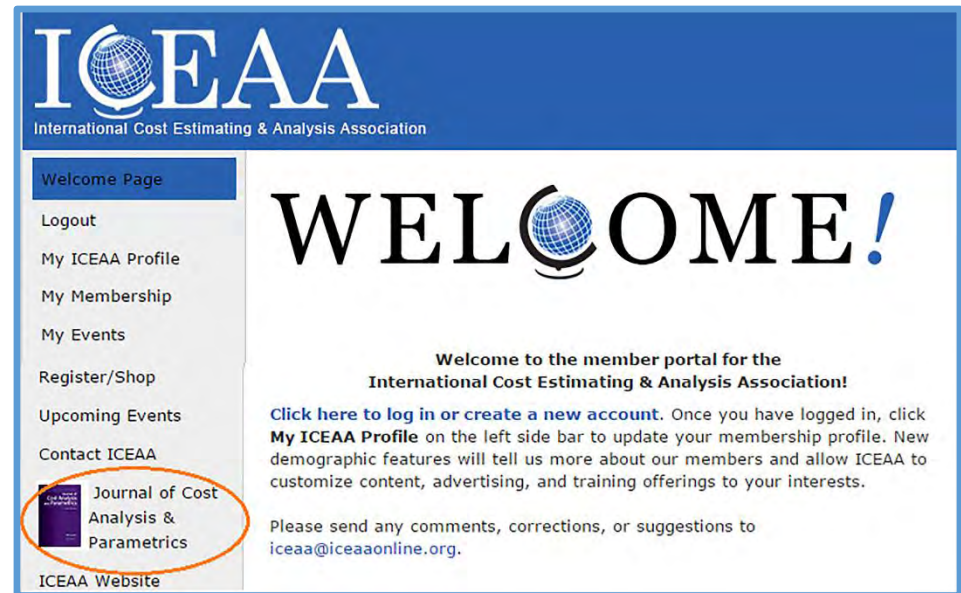 ICEAA
International Cost Estimating & Analysis Association
Welcome Page
Logout
My ICEAA Profile
My Membership
My Events
Register/Shop
Upcoming Events
Contact ICEAA
Journal of Cost
Analysis &
Parametrics
ICEAA Website
WELCOME!
Welcome to the member portal for the
International Cost Estimating & Analysis Association!
Click here to log in or create a new account. Once you have logged in, click
My ICEAA Profile on the left side bar to update your membership profile. New
demographic features will tell us more about our members and allow ICEAA to
customize content, advertising, and training offerings to your interests.
Please send any comments, corrections, or suggestions to
iceaa@iceaaonline.org.